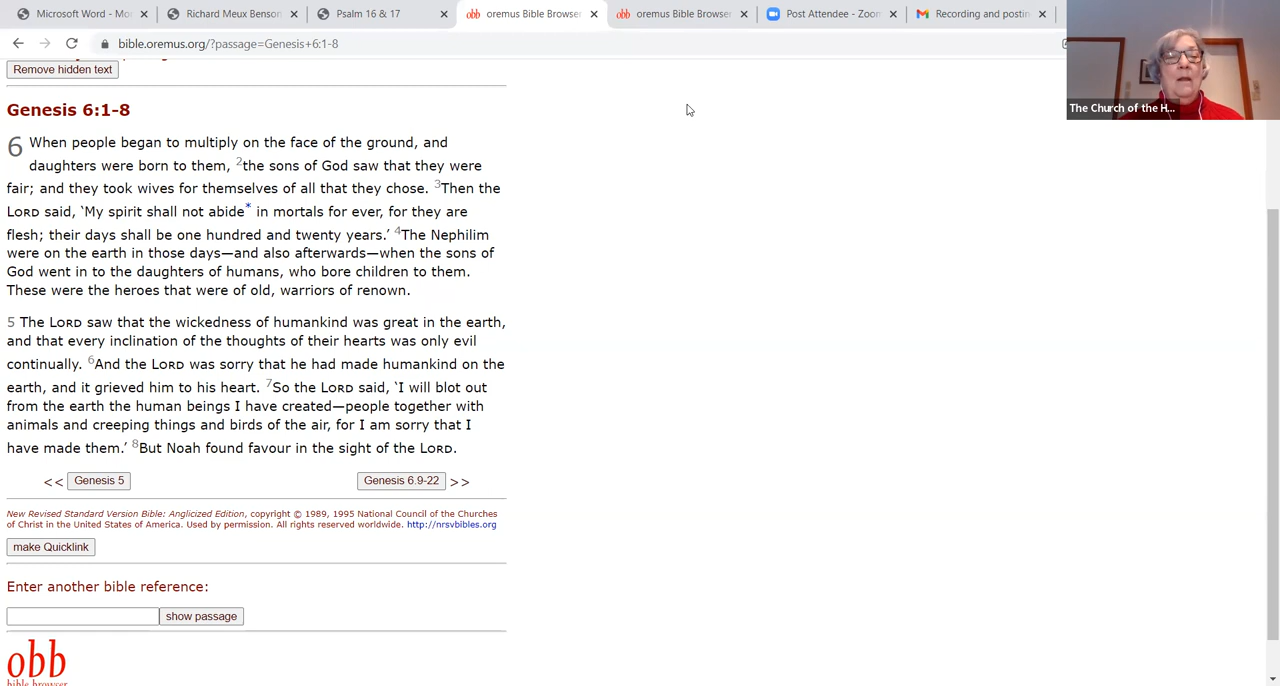 Microsoft Word - Mor
Richard Meux Benson
Psalm 16 & 17
oremus Bible Browser
oremus Bible Browser
Post Attendee - Zoom
Recording and postin
bible.oremus.org/?passage=Genesis+6:1-8
The Church of the H...
Remove hidden text
Genesis 6:1-8
6 When people began to multiply on the face of the ground, and
daughters were born to them, 2the sons of God saw that they were
fair; and they took wives for themselves of all that they chose. 3Then the
LORD said, ‘My spirit shall not abide* in mortals for ever, for they are
flesh; their days shall be one hundred and twenty years.’ 4The Nephilim
were on the earth in those days—and also afterwards—when the sons of
God went in to the daughters of humans, who bore children to them.
These were the heroes that were of old, warriors of renown.
5 The LORD saw that the wickedness of humankind was great in the earth,
and that every inclination of the thoughts of their hearts was only evil
continually. 6And the LORD was sorry that he had made humankind on the
earth, and it grieved him to his heart. 7So the LORD said, ‘I will blot out
from the earth the human beings I have created—people together with
animals and creeping things and birds of the air, for I am sorry that I
have made them.’ 8But Noah found favour in the sight of the LORD.
<< Genesis 5 Genesis 6.9-22 >>
New Revised Standard Version Bible: Anglicized Edition, copyright © 1989, 1995 National Council of the Churches
of Christ in the United States of America. Used by permission. All rights reserved worldwide. http://nrsvbibles.org
make Quicklink
Enter another bible reference:
show passage
obb
bible browser